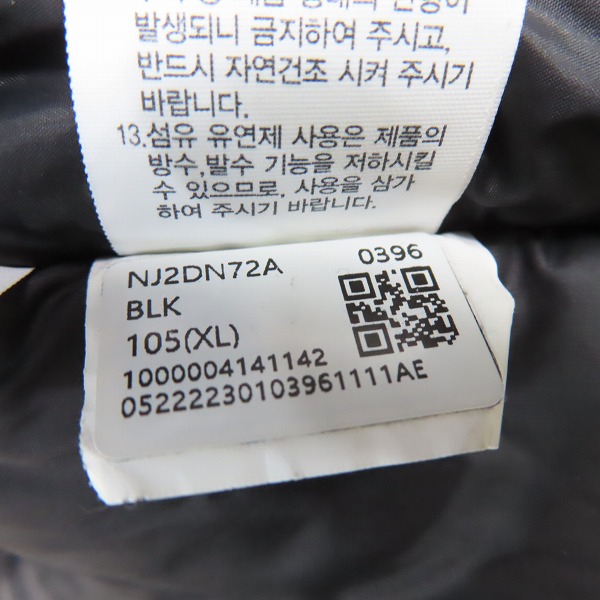 발생되니 금지하여 주시고,
반드시 자연건조 시켜 주시기
바랍니다.
13.섬유 유연제 사용은 제품의
방수,발수 기능을 저하시킬
수 있으므로, 사용을 삼가
하여 주시기 바랍니다.
NJ2DN72A 0396
BLK
105(XL)
1000004141142
05222230103961111AE